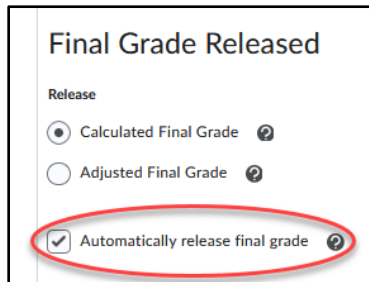 Final Grade Released
Release
Calculated Final Grade ?
Adjusted Final Grade ?
Automatically release final grade ?